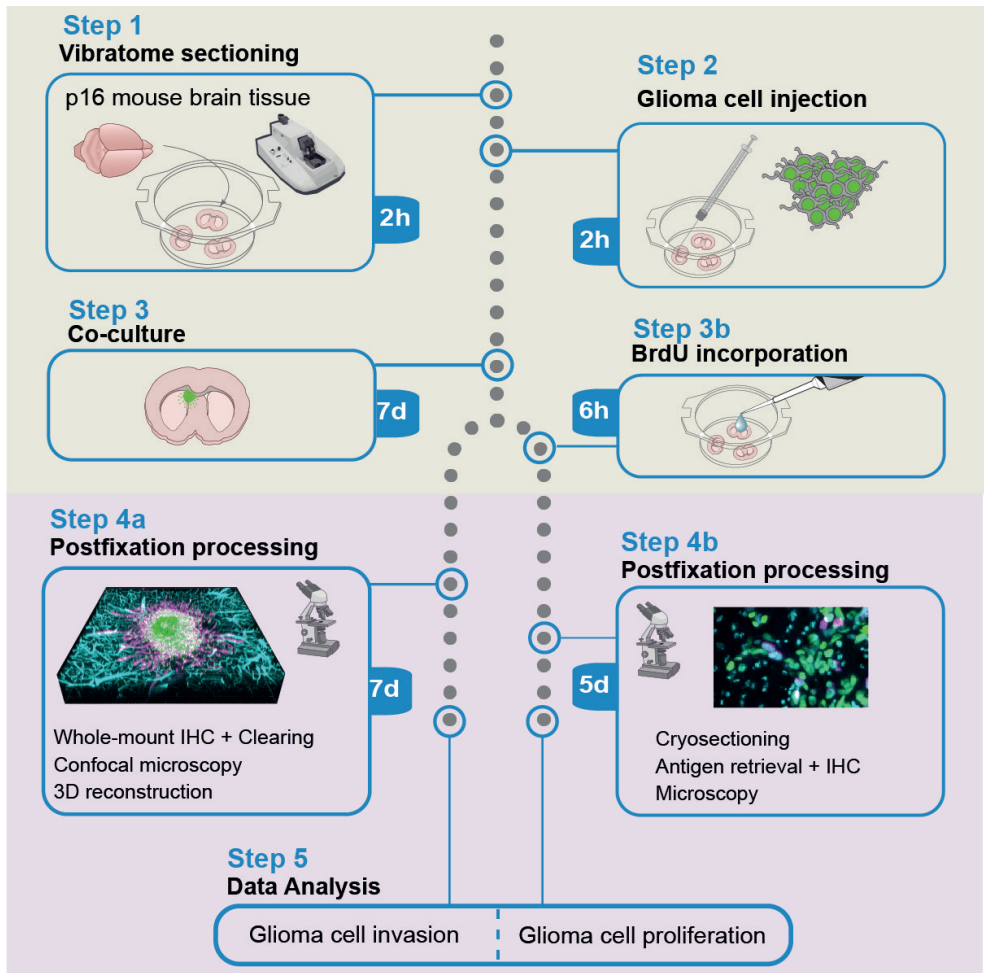 Step 1
Vibratome sectioning
p16 mouse brain tissue
2h
Step 2
Glioma cell injection
2h
Step 3
Co-culture
7d
Step 3b
BrdU incorporation
6h
Step 4a
Postfixation processing
7d
Whole-mount IHC + Clearing
Confocal microscopy
3D reconstruction
Step 4b
Postfixation processing
5d
Cryosectioning
Antigen retrieval + IHC
Microscopy
Step 5
Data Analysis
Glioma cell invasion
Glioma cell proliferation